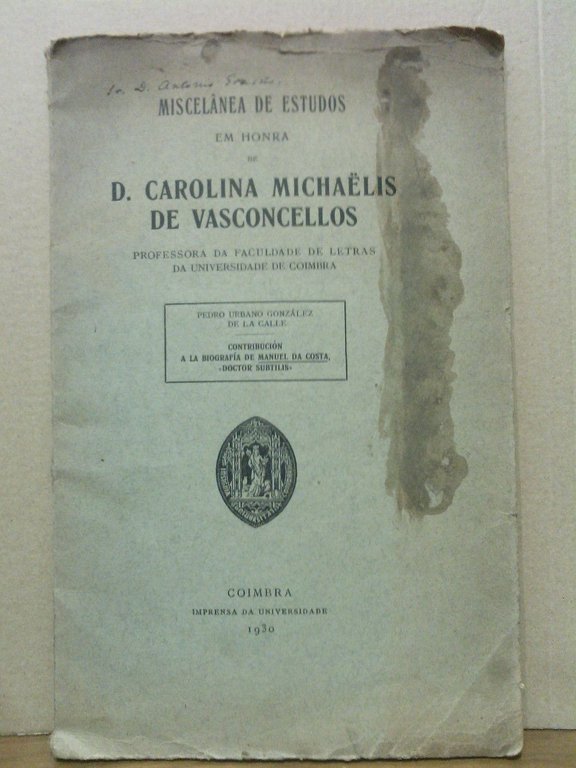 D. Antonio
MISCELÂNEA DE ESTUDOS
EM HONRA
DE
D. CAROLINA MICHAËLIS
DE VASCONCELLOS
PROFESSORA DA FACULDADE DE LETRAS
DA UNIVERSIDADE DE COIMBRA
PEDRO URBANO GONZÁLEZ
DE LA CALLE
CONTRIBUCIÓN
A LA BIOGRAFÍA DE MANUEL DA COSTA,
«DOCTOR SUBTILIS»
COIMBRA
IMPRENSA DA UNIVERSIDADE
1930